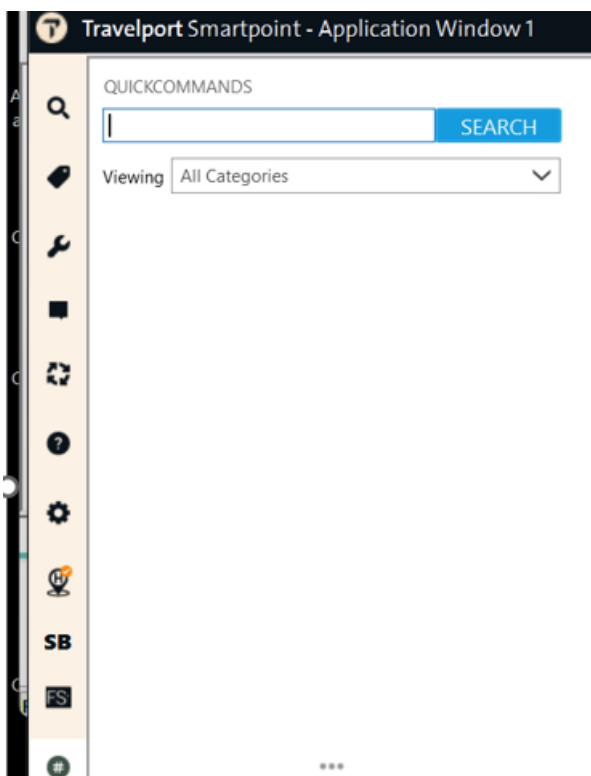 Travelport Smartpoint - Application Window 1
QUICKCOMMANDS
SEARCH
Viewing All Categories
SB
FS